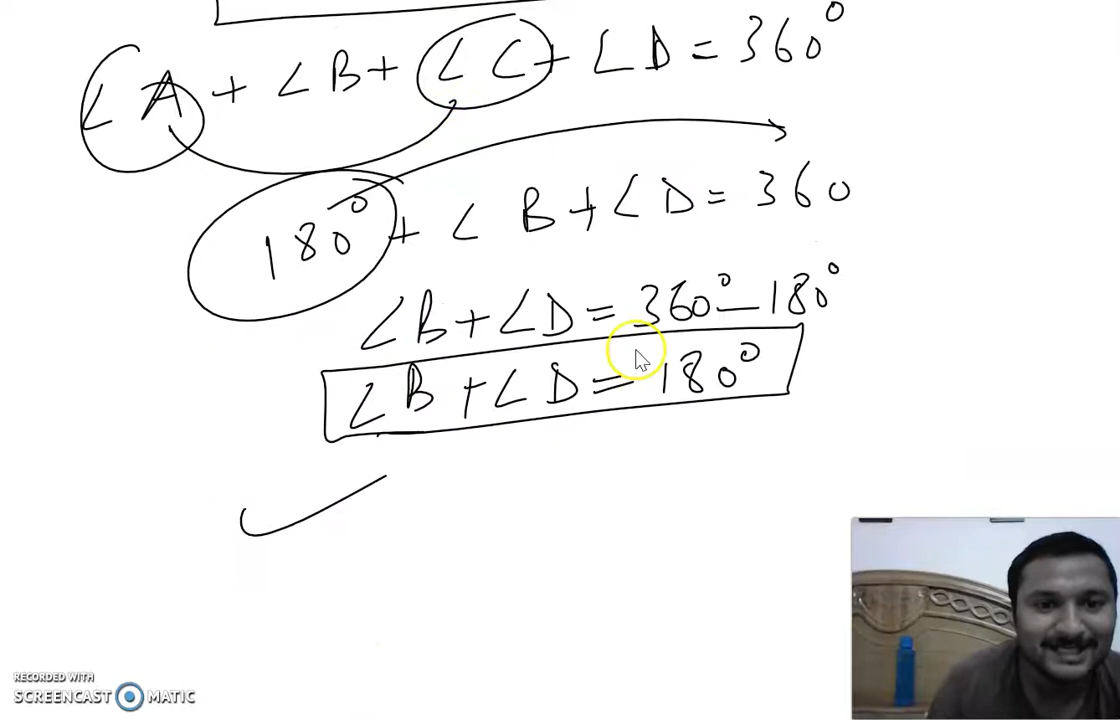 ∠A + ∠B + ∠C + ∠D = 360°
180° + ∠B + ∠D = 360
∠B + ∠D = 360° - 180°
∠B + ∠D = 180°
RECORDED WITH
SCREENCAST O MATIC